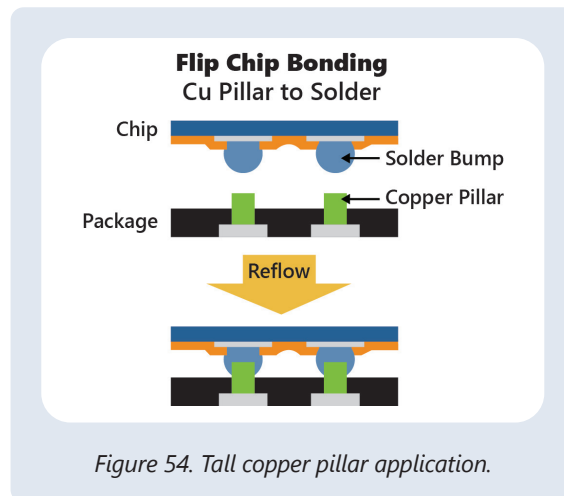 Flip Chip Bonding
Cu Pillar to Solder
Chip
Solder Bump
Copper Pillar
Package
Reflow
Figure 54. Tall copper pillar application.